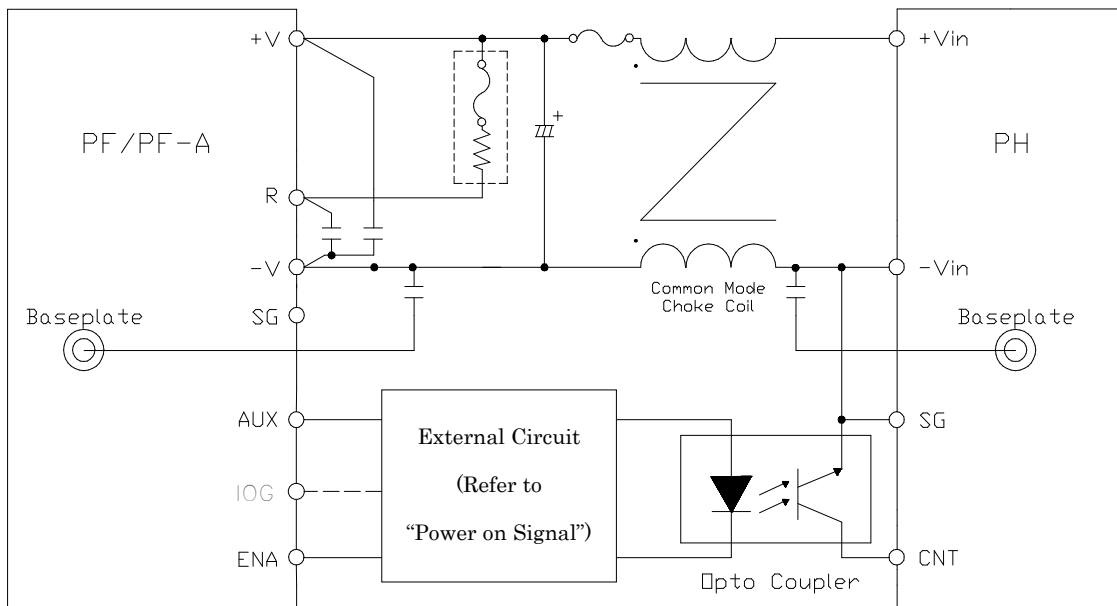 +V
+Vin
PF/PF-A
PH
R
+
-V
-Vin
Common Mode
Choke Coil
SG
Baseplate
Baseplate
AUX
SG
External Circuit
(Refer to
“Power on Signal”)
IOG
ENA
CNT
Opto Coupler